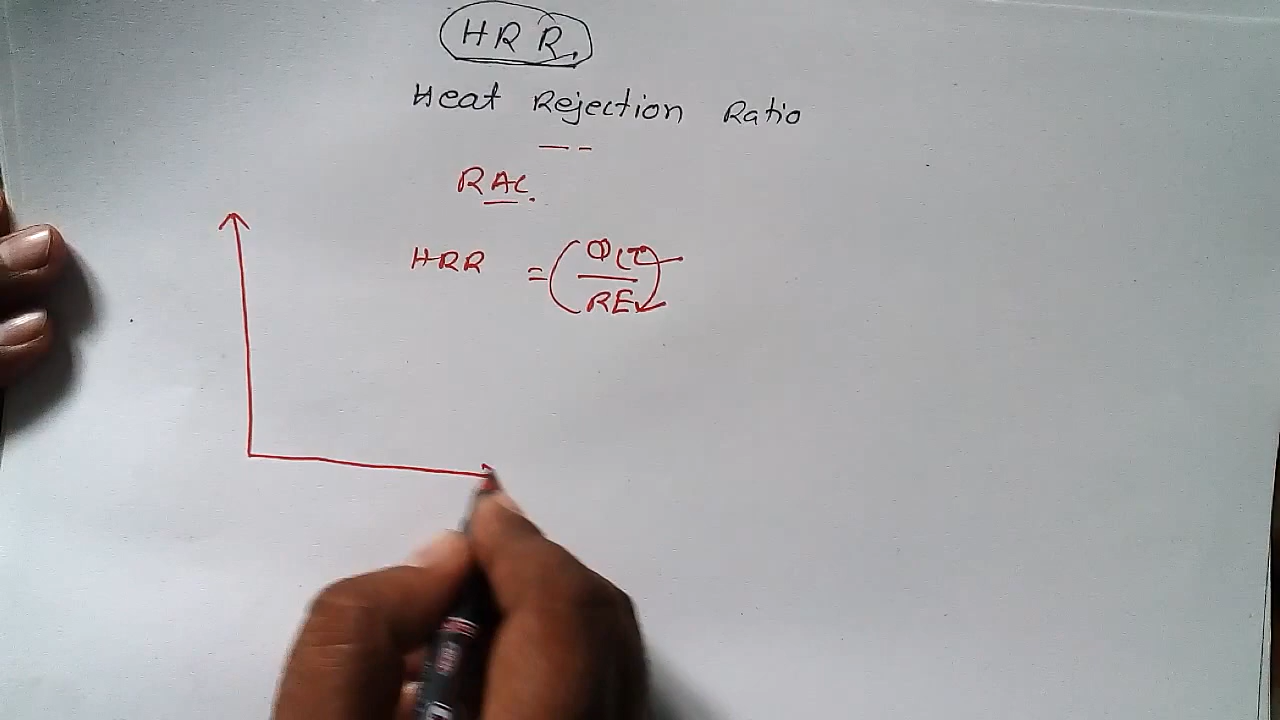 HRR.
Heat Rejection Ratio
RAC.
HRR = (Q(T / RE)